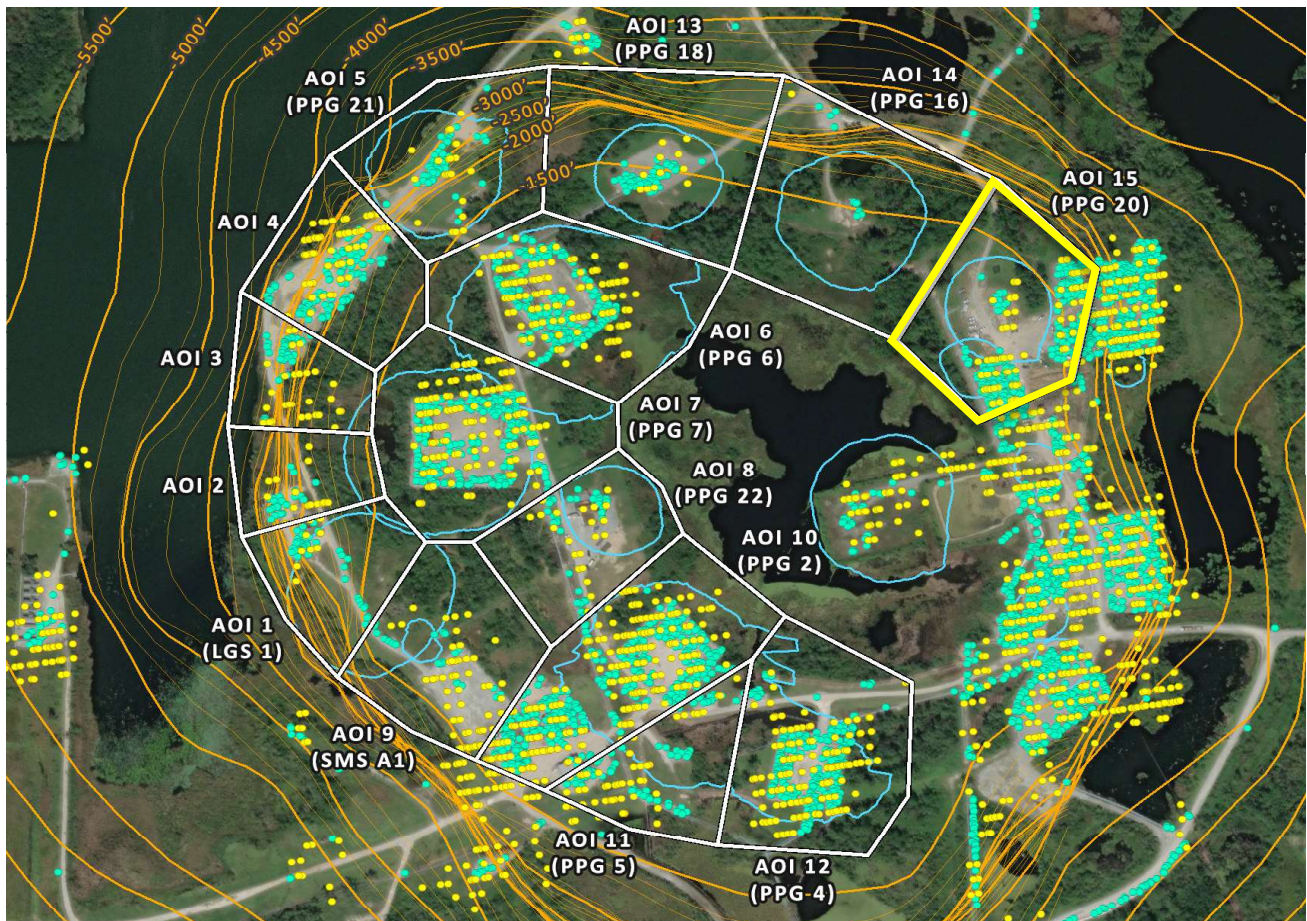 -5500'
-5000'
-4500'
-4000'
-3500'
-3000'
-2500'
-2000'
-1500'
AOI 13
(PPG 18)
AOI 5
(PPG 21)
AOI 14
(PPG 16)
AOI 15
(PPG 20)
AOI 4
AOI 3
AOI 6
(PPG 6)
AOI 7
(PPG 7)
AOI 2
AOI 8
(PPG 22)
AOI 10
(PPG 2)
AOI 1
(LGS 1)
AOI 9
(SMS A1)
AOI 11
(PPG 5)
AOI 12
(PPG 4)